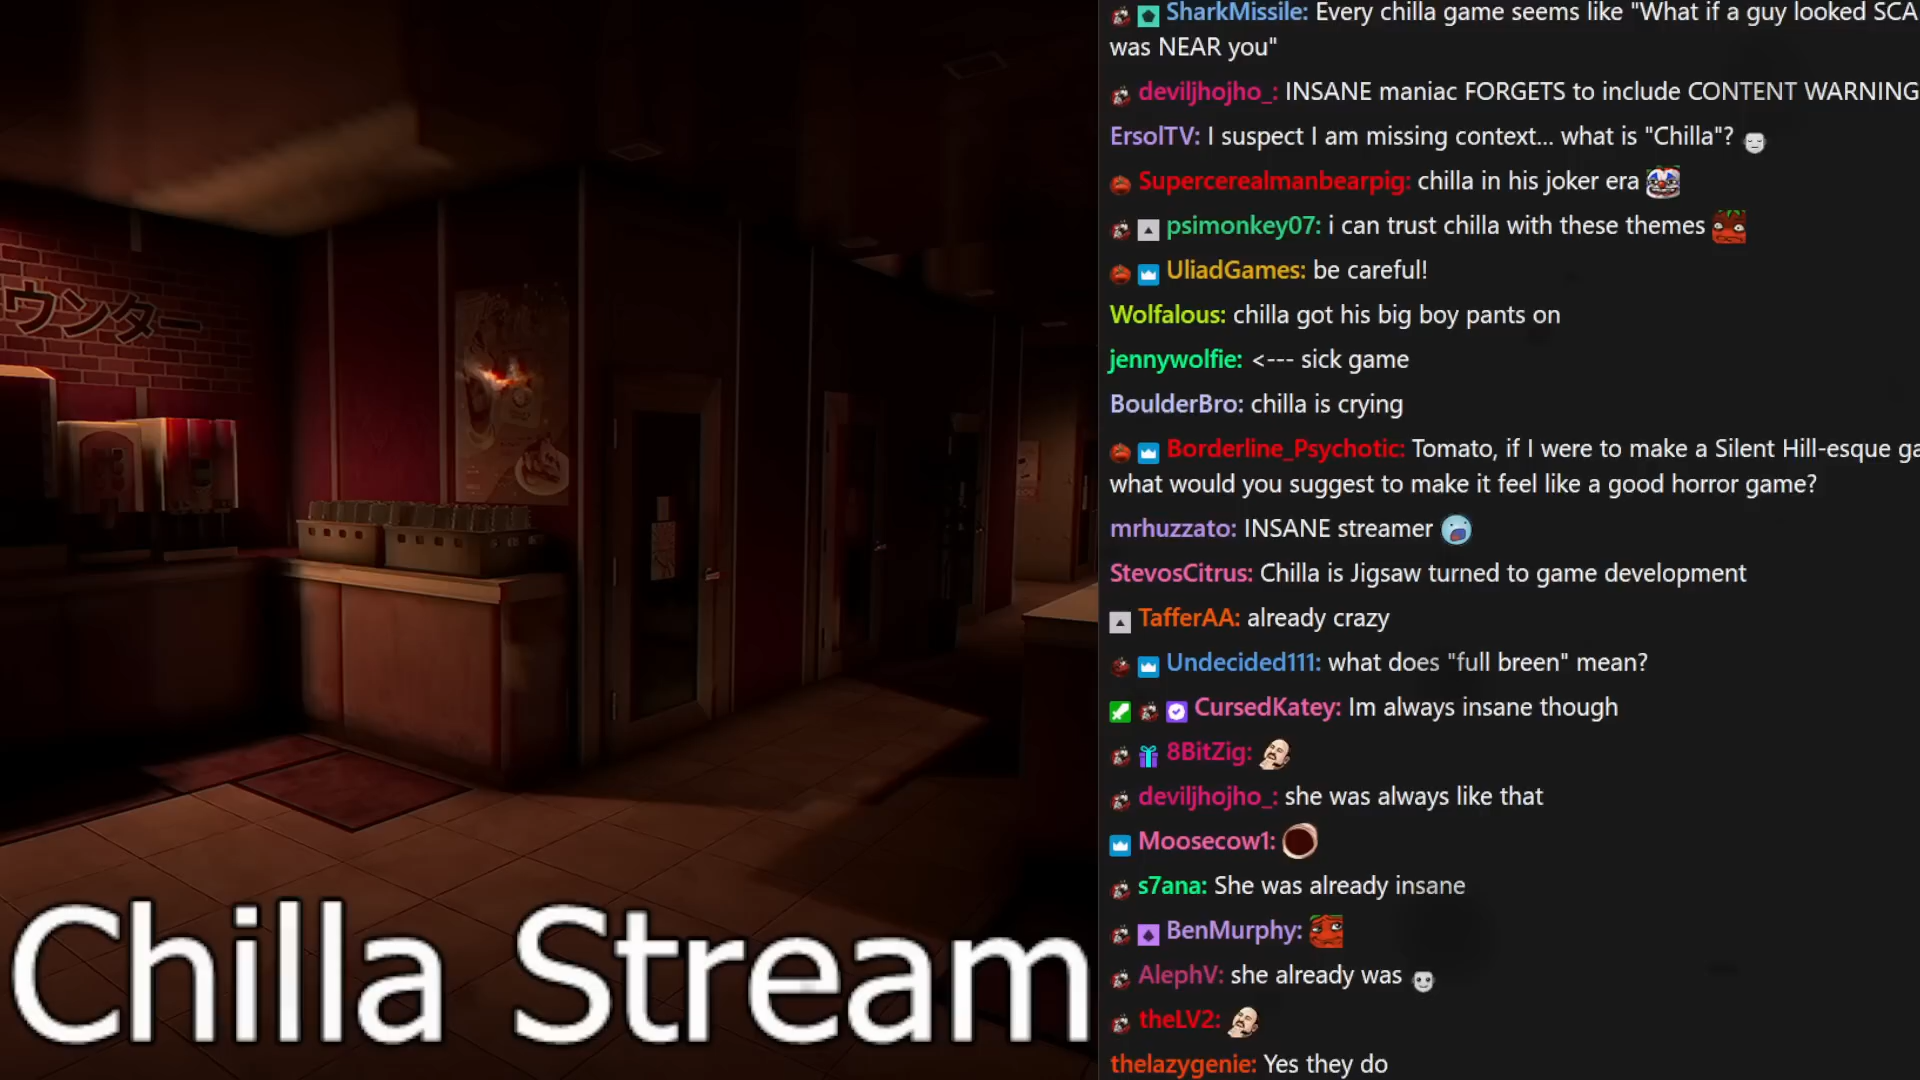 SharkMissile: Every chilla game seems like "What if a guy looked SCA
was NEAR you"
deviljhojho_: INSANE maniac FORGETS to include CONTENT WARNING
ErsolTV: I suspect I am missing context... what is "Chilla"?
Supercerealmanbearpig: chilla in his joker era
psimonkey07: i can trust chilla with these themes
UliadGames: be careful!
Wolfalous: chilla got his big boy pants on
jennywolfie: <--- sick game
BoulderBro: chilla is crying
Borderline_Psychotic: Tomato, if I were to make a Silent Hill-esque ga
what would you suggest to make it feel like a good horror game?
mrhuzzato: INSANE streamer
StevosCitrus: Chilla is Jigsaw turned to game development
TafferAA: already crazy
Undecided111: what does "full breen" mean?
CursedKatey: Im always insane though
8BitZig:
deviljhojho_: she was always like that
Moosecow1:
s7ana: She was already insane
BenMurphy:
AlephV: she already was
theLV2:
thelazygenie: Yes they do
ウンター
Chilla Stream